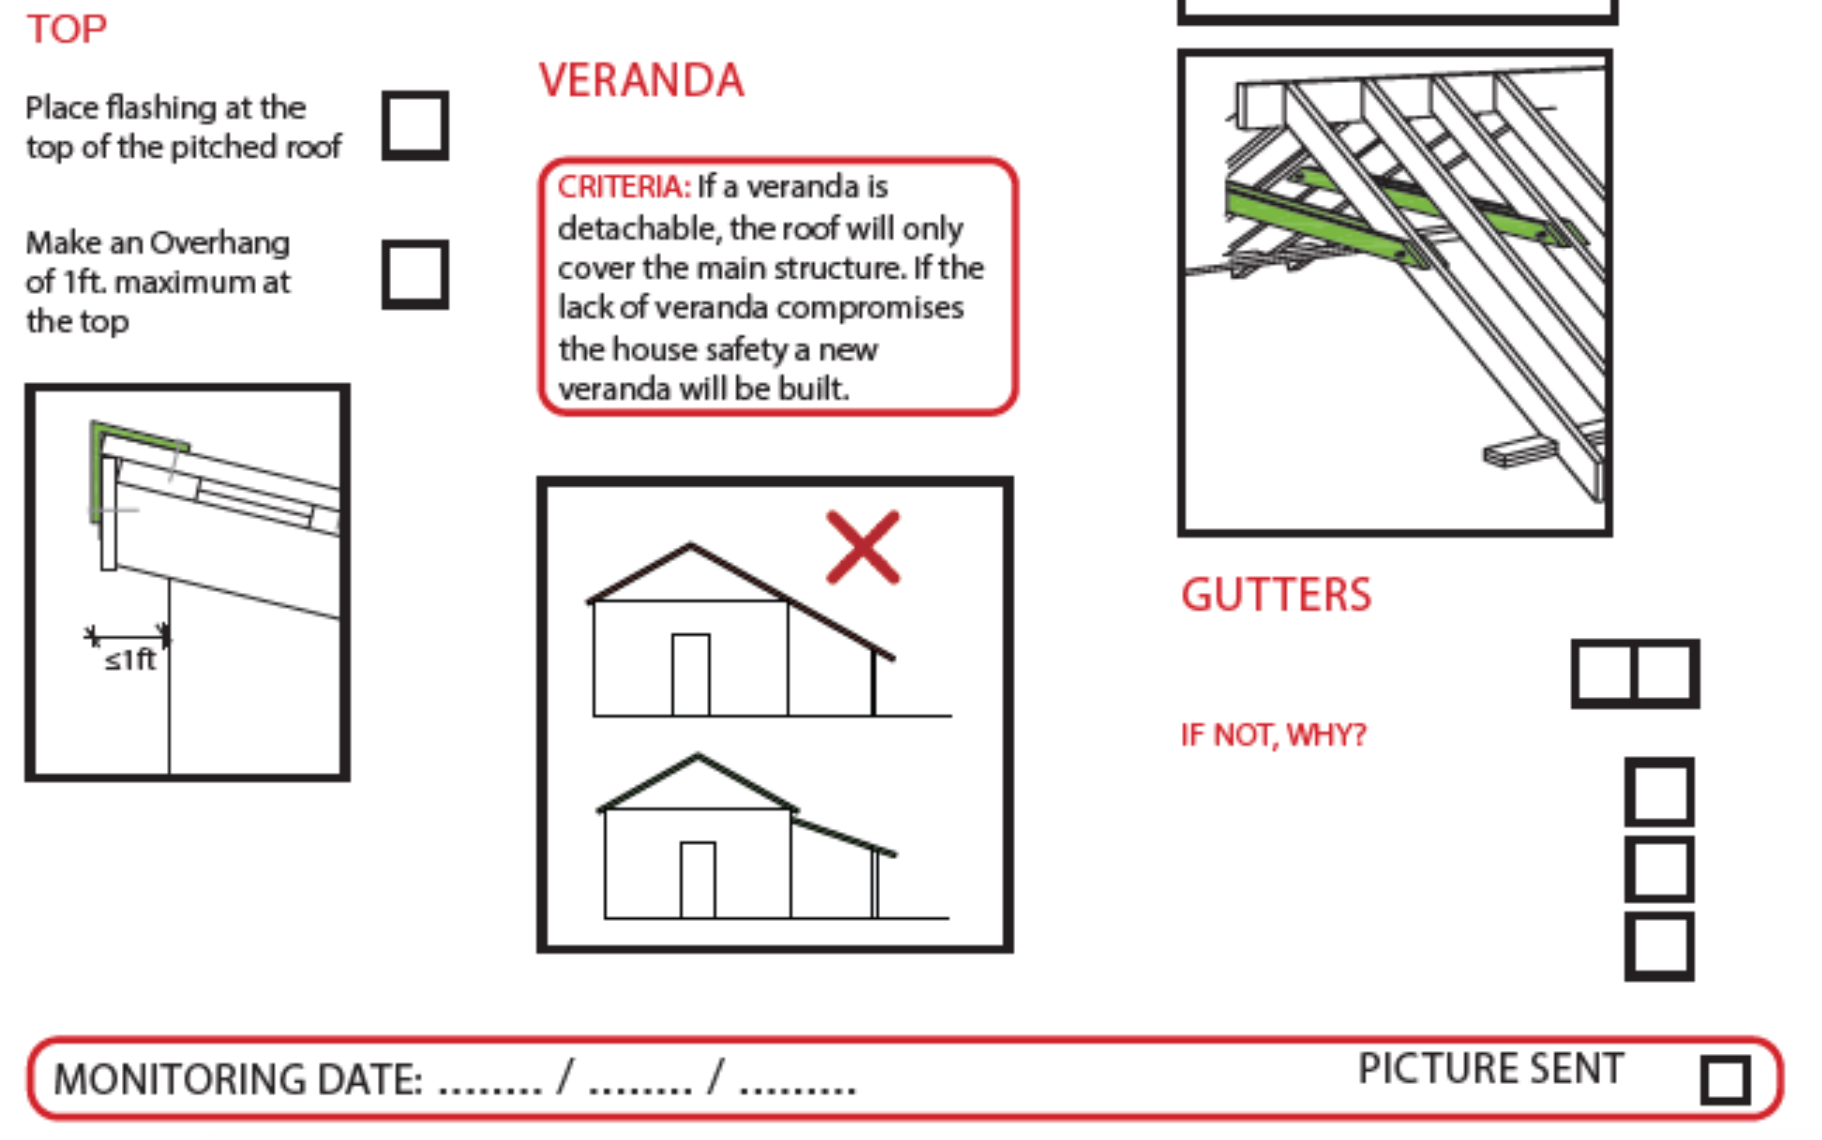 TOP
Place flashing at the
top of the pitched roof
Make an Overhang
of 1ft. maximum at
the top
≤1ft
VERANDA
CRITERIA: If a veranda is
detachable, the roof will only
cover the main structure. If the
lack of veranda compromises
the house safety a new
veranda will be built.
GUTTERS
IF NOT, WHY?
MONITORING DATE: ........ / ........ / .........
PICTURE SENT